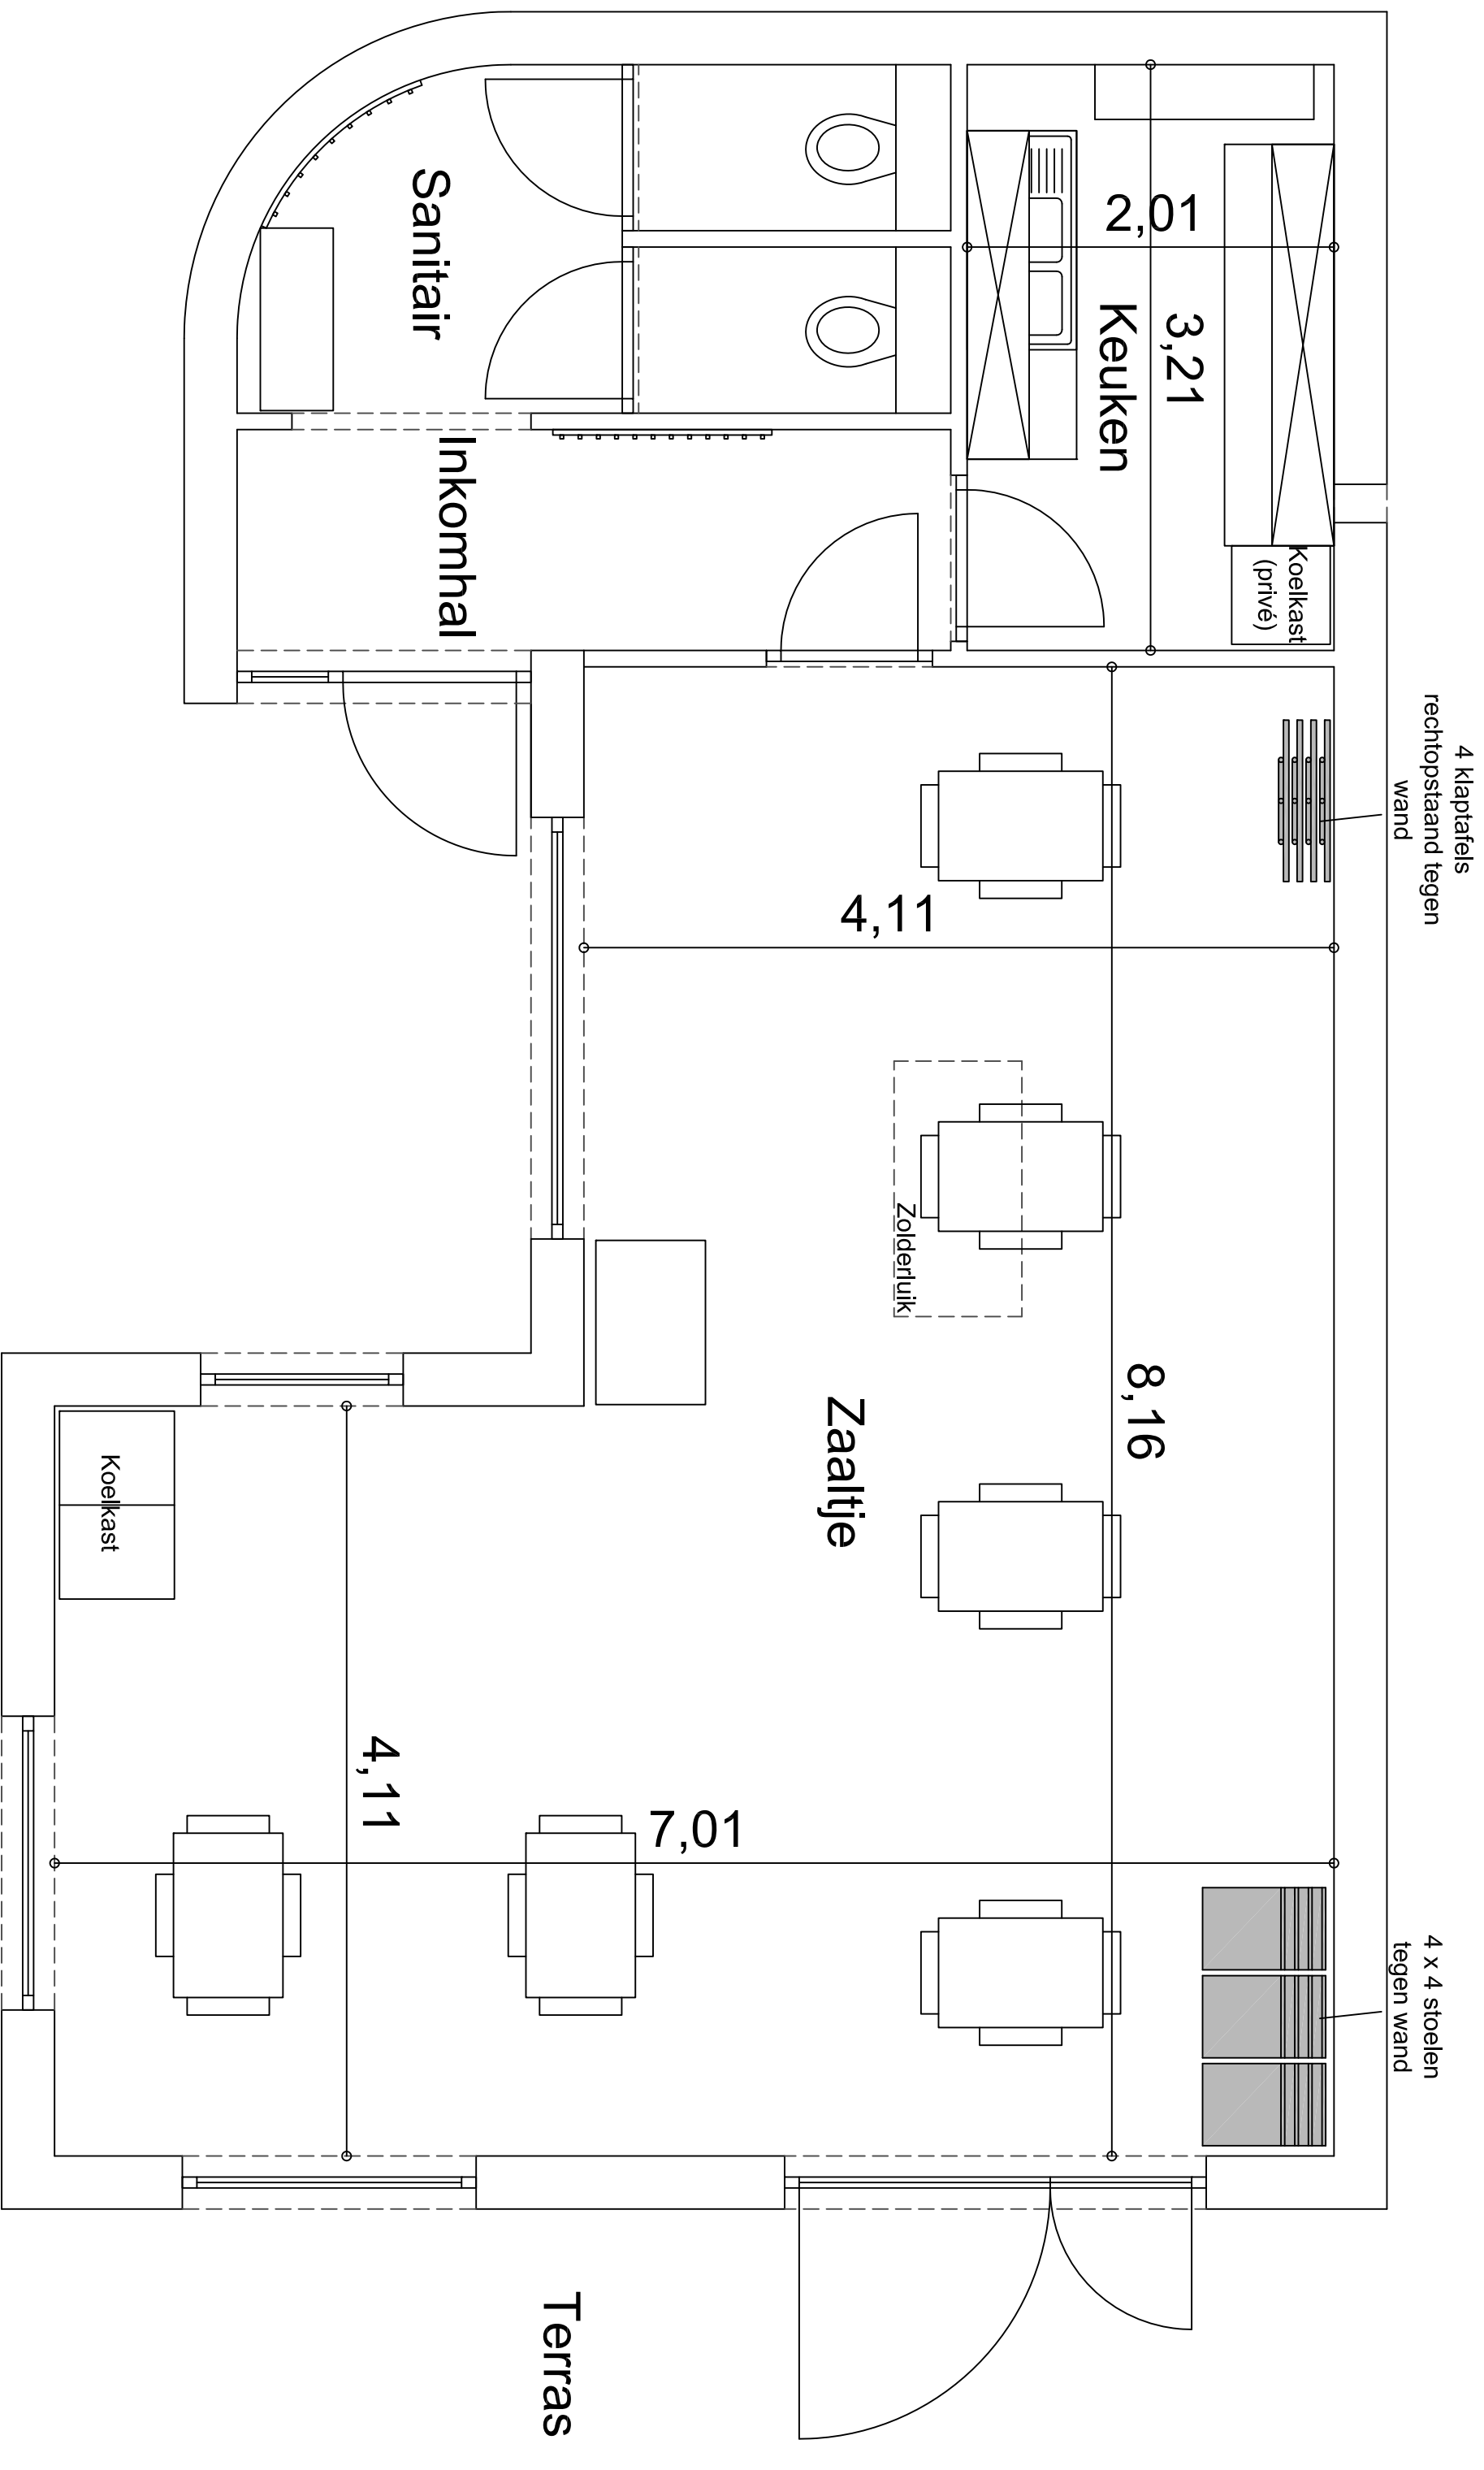 Sanitair
2,01
3,21
Keuken
Inkomhal
Koelkast
(privé)
4 klaptafels
rechtopstaand tegen
wand
4,11
Zolderluik
8,16
Zaaltje
Koelkast
4,11
7,01
4 x 4 stoelen
tegen wand
Terras